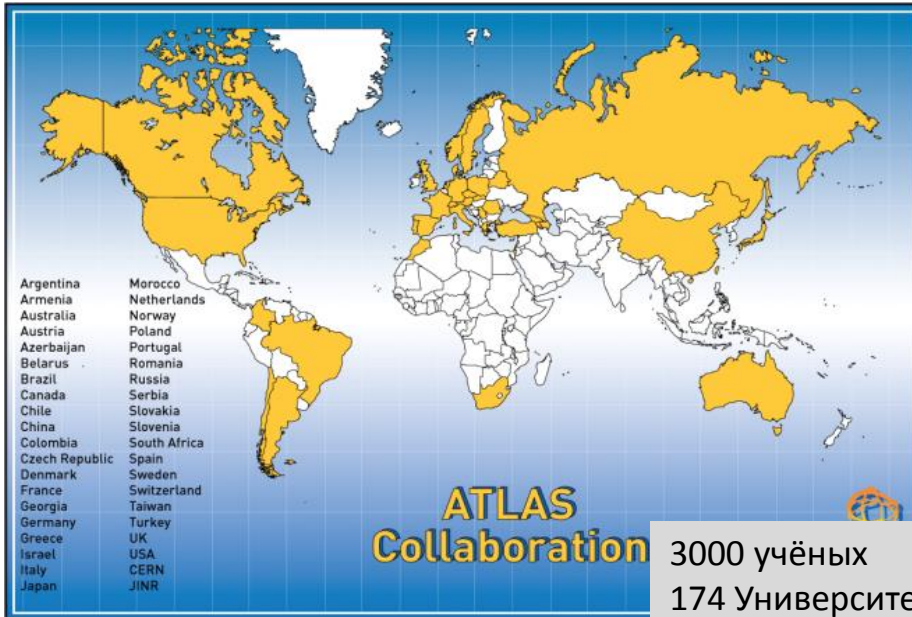 Argentina Morocco
Armenia Netherlands
Australia Norway
Austria Poland
Azerbaijan Portugal
Belarus Romania
Brazil Russia
Canada Serbia
Chile Slovakia
China Slovenia
Colombia South Africa
Czech Republic Spain
Denmark Sweden
France Switzerland
Georgia Taiwan
Germany Turkey
Greece UK
Israel USA
Italy CERN
Japan JINR
ATLAS
Collaboration
3000 учёных
174 Университе